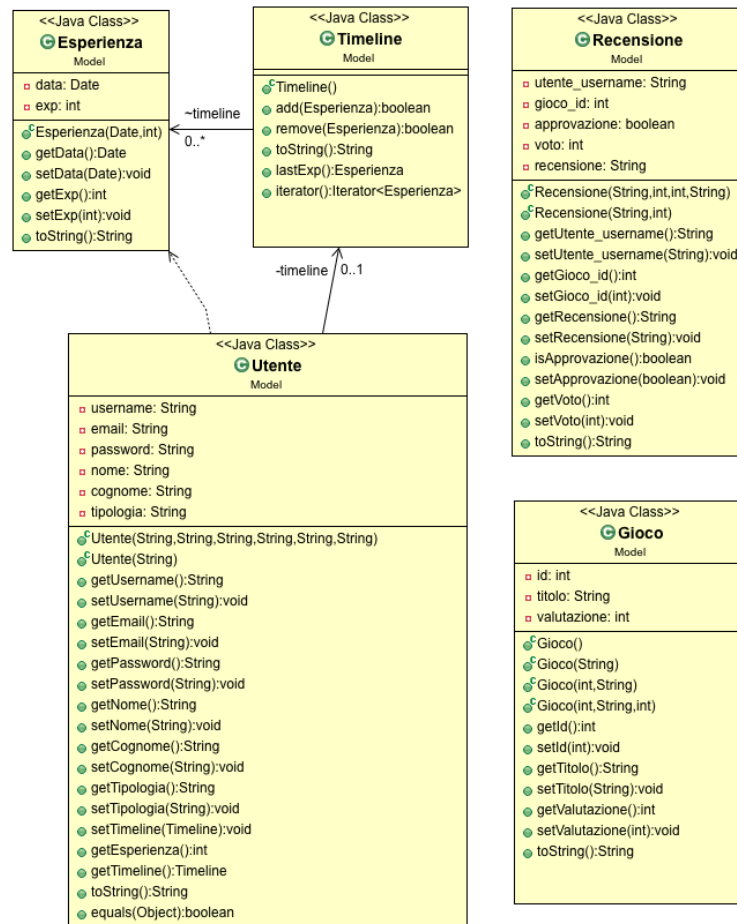 <<Java Class>>
Esperienza
Model
data: Date
exp: int
Esperienza(Date,int)
getData():Date
setData(Date):void
getExp():int
setExp(int):void
toString():String
~timeline
0..*
<<Java Class>>
Timeline
Model
Timeline()
add(Esperienza):boolean
remove(Esperienza):boolean
toString():String
lastExp():Esperienza
iterator():Iterator<Esperienza>
-timeline
0..1
<<Java Class>>
Recensione
Model
utente_username: String
gioco_id: int
approvazione: boolean
voto: int
recensione: String
Recensione(String,int,int,String)
Recensione(String,int)
getUtente_username():String
setUtente_username(String):void
getGioco_id():int
setGioco_id(int):void
getRecensione():String
setRecensione(String):void
isApprovazione():boolean
setApprovazione(boolean):void
getVoto():int
setVoto(int):void
toString():String
<<Java Class>>
Utente
Model
username: String
email: String
password: String
nome: String
cognome: String
tipologia: String
Utente(String,String,String,String,String,String)
Utente(String)
getUsername():String
setUsername(String):void
getEmail():String
setEmail(String):void
getPassword():String
setPassword(String):void
getNome():String
setNome(String):void
getCognome():String
setCognome(String):void
getTipologia():String
setTipologia(String):void
setTimeline(Timeline):void
getEsperienza():int
getTimeline():Timeline
toString():String
equals(Object):boolean
<<Java Class>>
Gioco
Model
id: int
titolo: String
valutazione: int
Gioco()
Gioco(String)
Gioco(int,String)
Gioco(int,String,int)
getId():int
setId(int):void
getTitolo():String
setTitolo(String):void
getValutazione():int
setValutazione(int):void
toString():String